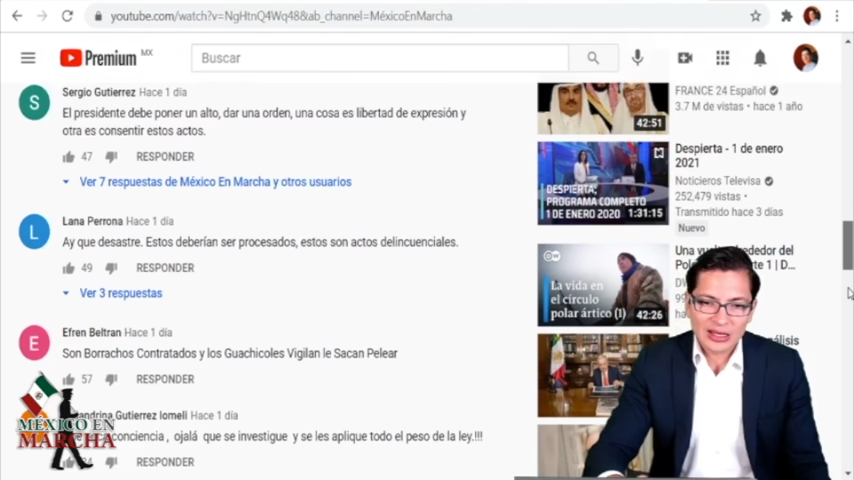 youtube.com/watch?v=NgHtnQ4Wq48&ab_channel=MéxicoEnMarcha
Premium MX
Buscar
Sergio Gutierrez Hace 1 día
El presidente debe poner un alto, dar una orden, una cosa es libertad de expresión y
otra es consentir estos actos.
47 RESPONDER
Ver 7 respuestas de México En Marcha y otros usuarios
Lana Perrona Hace 1 día
Ay que desastre. Estos deberían ser procesados, estos son actos delincuenciales.
49 RESPONDER
Ver 3 respuestas
Efren Beltran Hace 1 día
Son Borrachos Contratados y los Guachicoles Vigilan le Sacan Pelear
57 RESPONDER
Gutierrez lomeli Hace 1 día
conciencia , ojalá que se investigue y se les aplique todo el peso de la ley.!!!
RESPONDER
MÉXICO EN
MARCHA
S
L
E
42:51
FRANCE 24 Español
3.7 M de vistas • hace 1 año
DESPIERTA;
PROGRAMA COMPLETO
1 DE ENERO 2020
1:31:15
Despierta - 1 de enero
2021
Noticieros Televisa
252,479 vistas •
Transmitido hace 3 días
Nuevo
DW
La vida en
el círculo
polar ártico (1)
42:26
Una del
1 | D...